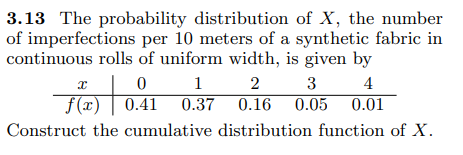 3.13 The probability distribution of X, the number
of imperfections per 10 meters of a synthetic fabric in
continuous rolls of uniform width, is given by
x 0 1 2 3 4
f(x) 0.41 0.37 0.16 0.05 0.01
Construct the cumulative distribution function of X.